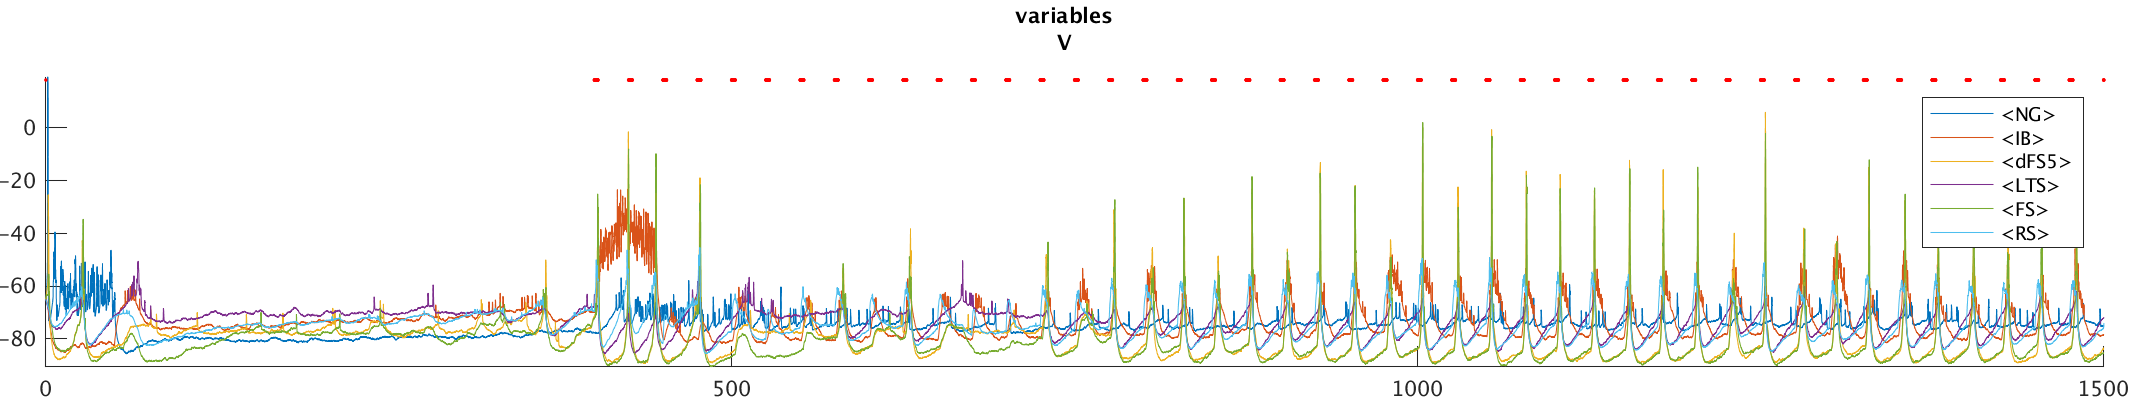 variables
V
0
−20
−40
−60
−80
0
500
1000
1500
<NG>
<IB>
<dFS5>
<LTS>
<FS>
<RS>